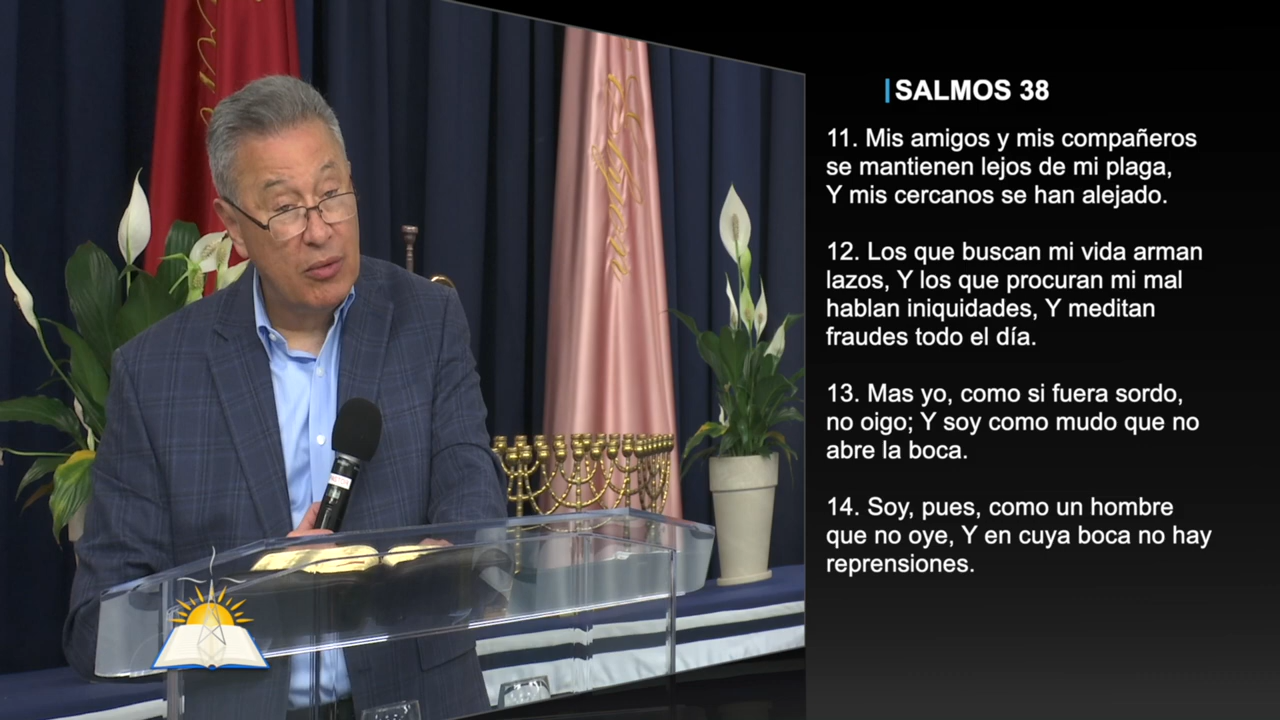 SALMOS 38
11. Mis amigos y mis compañeros
se mantienen lejos de mi plaga,
Y mis cercanos se han alejado.
12. Los que buscan mi vida arman
lazos, Y los que procuran mi mal
hablan iniquidades, Y meditan
fraudes todo el día.
13. Mas yo, como si fuera sordo,
no oigo; Y soy como mudo que no
abre la boca.
14. Soy, pues, como un hombre
que no oye, Y en cuya boca no hay
reprensiones.